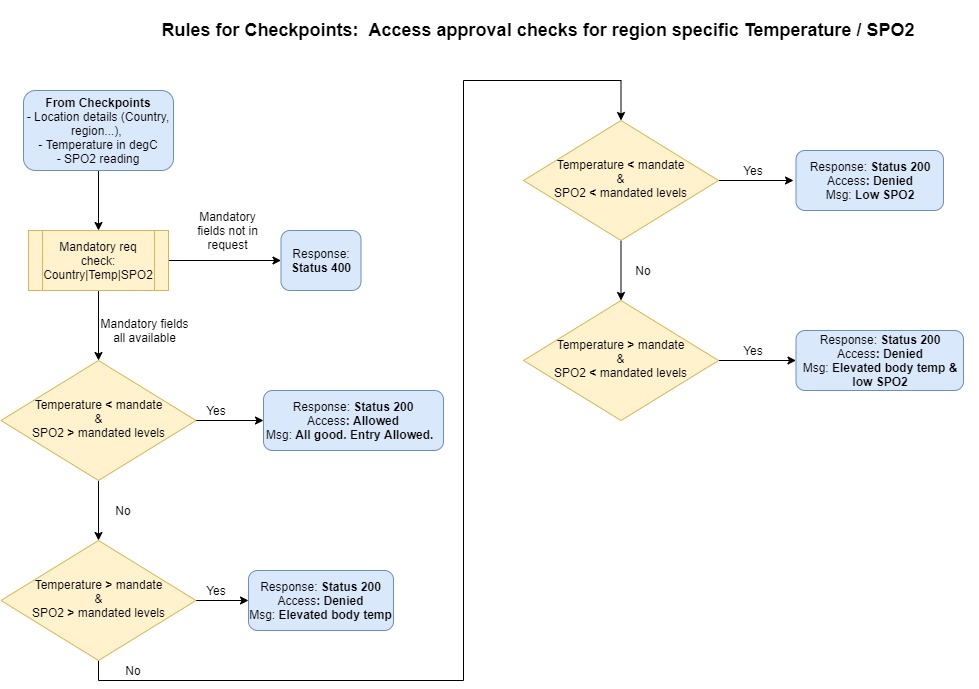 Rules for Checkpoints:  Access approval checks for region specific Temperature / SPO2
From Checkpoints
- Location details (Country,
region...),
- Temperature in degC
- SPO2 reading
Mandatory req
check:
Country|Temp|SPO2
Mandatory
fields not in
request
Response:
Status 400
Mandatory fields
all available
Temperature < mandate
&
SPO2 > mandated levels
Yes
Response: Status 200
Access: Allowed
Msg: All good. Entry Allowed.
No
Temperature > mandate
&
SPO2 > mandated levels
Yes
Response: Status 200
Access: Denied
Msg: Elevated body temp
No
Temperature < mandate
&
SPO2 < mandated levels
Yes
Response: Status 200
Access: Denied
Msg: Low SPO2
No
Temperature > mandate
&
SPO2 < mandated levels
Yes
Response: Status 200
Access: Denied
Msg: Elevated body temp &
low SPO2